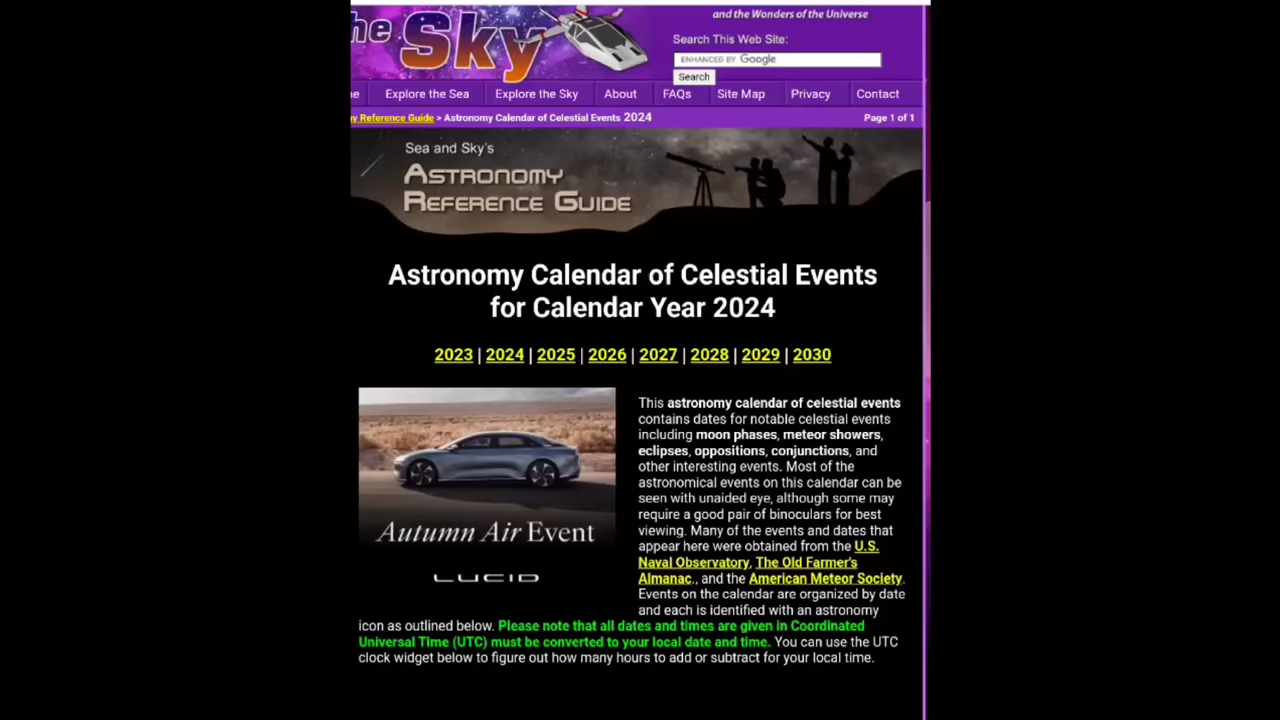 he Sky
and the Wonders of the Universe
Search This Web Site:
ENHANCED BY Google
Search
e Explore the Sea Explore the Sky About FAQs Site Map Privacy Contact
y Reference Guide > Astronomy Calendar of Celestial Events 2024 Page 1 of 1
Sea and Sky's
ASTRONOMY
REFERENCE GUIDE
Astronomy Calendar of Celestial Events
for Calendar Year 2024
2023 | 2024 | 2025 | 2026 | 2027 | 2028 | 2029 | 2030
Autumn Air Event
LUCID
This astronomy calendar of celestial events
contains dates for notable celestial events
including moon phases, meteor showers,
eclipses, oppositions, conjunctions, and
other interesting events. Most of the
astronomical events on this calendar can be
seen with unaided eye, although some may
require a good pair of binoculars for best
viewing. Many of the events and dates that
appear here were obtained from the U.S.
Naval Observatory, The Old Farmer's
Almanac., and the American Meteor Society.
Events on the calendar are organized by date
and each is identified with an astronomy
icon as outlined below. Please note that all dates and times are given in Coordinated
Universal Time (UTC) must be converted to your local date and time. You can use the UTC
clock widget below to figure out how many hours to add or subtract for your local time.